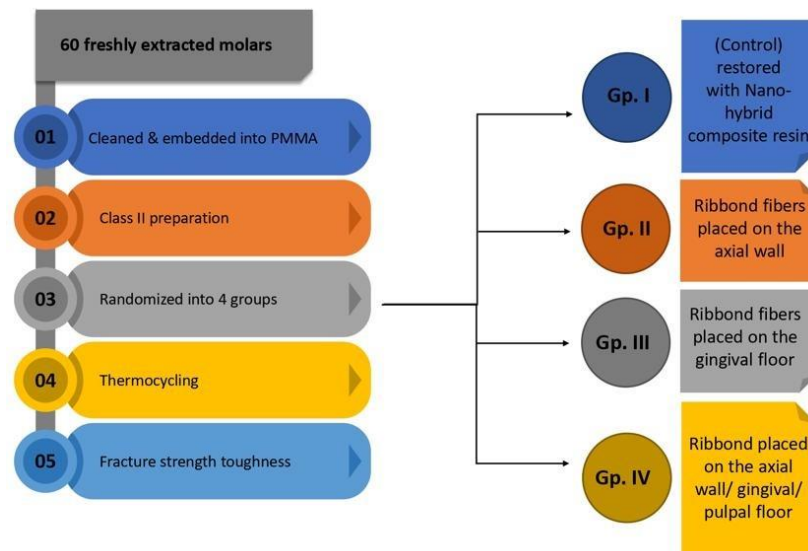 60 freshly extracted molars
01
Cleaned & embedded into PMMA
02
Class II preparation
03
Randomized into 4 groups
04
Thermocycling
05
Fracture strength toughness
Gp. I
(Control)
restored
with Nano-
hybrid
composite resin
Gp. II
Ribbond fibers
placed on the
axial wall
Gp. III
Ribbond fibers
placed on the
gingival floor
Gp. IV
Ribbond placed
on the axial
wall/ gingival/
pulpal floor